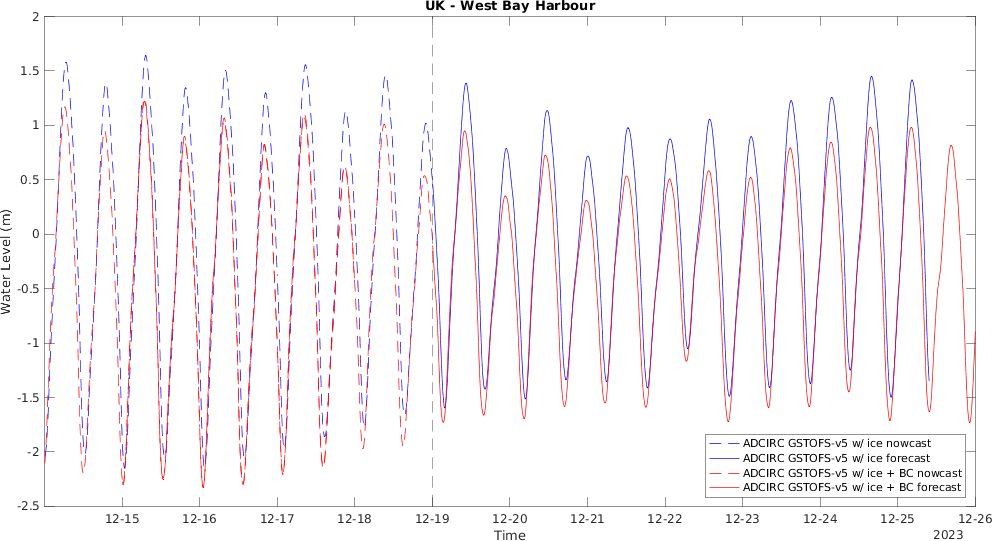 UK - West Bay Harbour
2
1.5
1
0.5
0
-0.5
-1
-1.5
-2
-2.5
Water Level (m)
12-15 12-16 12-17 12-18 12-19 12-20 12-21 12-22 12-23 12-24 12-25 12-26
Time
2023
ADCIRC GSTOFS-v5 w/ ice nowcast
ADCIRC GSTOFS-v5 w/ ice forecast
ADCIRC GSTOFS-v5 w/ ice + BC nowcast
ADCIRC GSTOFS-v5 w/ ice + BC forecast